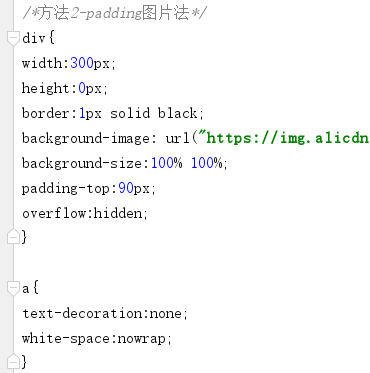 /*方法2-padding图片法*/
div{
width:300px;
height:0px;
border:1px solid black;
background-image: url("https://img.alicdn
background-size:100% 100%;
padding-top:90px;
overflow:hidden;
}
a{
text-decoration:none;
white-space:nowrap;
}